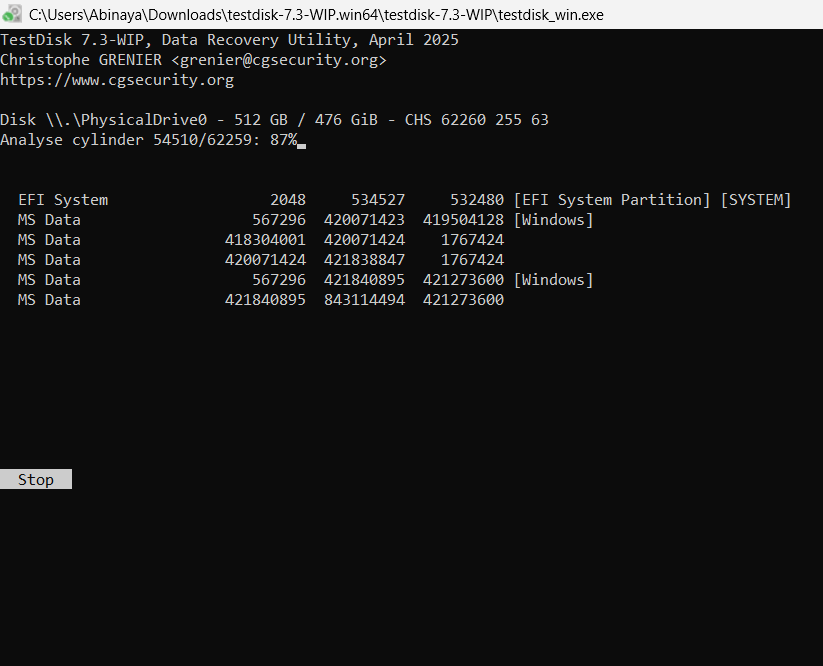 C:\Users\Abinaya\Downloads\testdisk-7.3-WIP.win64\testdisk-7.3-WIP\testdisk_win.exe
TestDisk 7.3-WIP, Data Recovery Utility, April 2025
Christophe GRENIER <grenier@cgsecurity.org>
https://www.cgsecurity.org
Disk \\.\PhysicalDrive0 - 512 GB / 476 GiB - CHS 62260 255 63
Analyse cylinder 54510/62259: 87%
EFI System 2048 534527 532480 [EFI System Partition] [SYSTEM]
MS Data 567296 420071423 419504128 [Windows]
MS Data 418304001 420071424 1767424
MS Data 420071424 421838847 1767424
MS Data 567296 421840895 421273600 [Windows]
MS Data 421840895 843114494 421273600
Stop